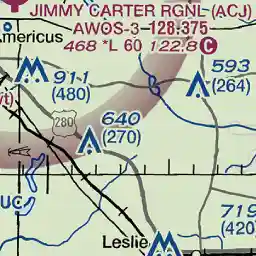 JIMMY CARTER RGNL (ACJ)
AWOS-3 128.375
468 *L 60 122.8 C
Americus
911
(480)
593
(264)
280
640
(270)
UC
719
(420)
Leslie